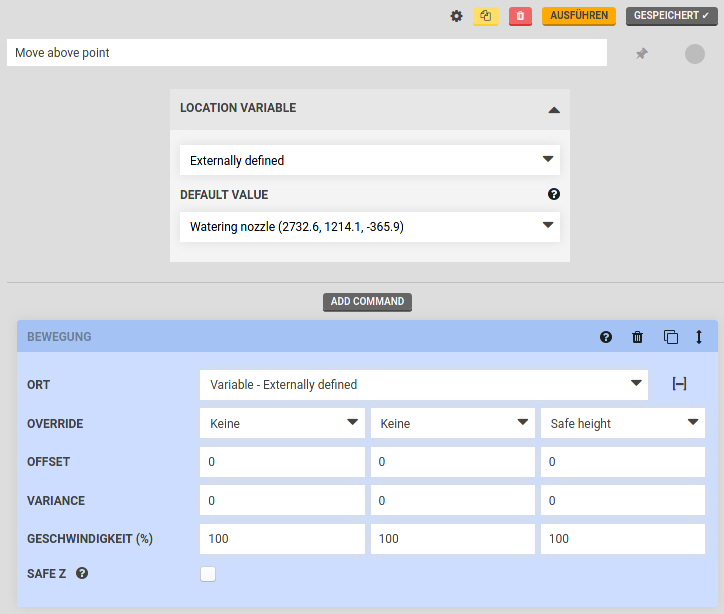 AUSFÜHREN
GESPEICHERT ✓
Move above point
LOCATION VARIABLE
Externally defined
DEFAULT VALUE
Watering nozzle (2732.6, 1214.1, -365.9)
ADD COMMAND
BEWEGUNG
ORT
Variable - Externally defined
[–]
OVERRIDE
Keine
Keine
Safe height
OFFSET
0
0
0
VARIANCE
0
0
0
GESCHWINDIGKEIT (%)
100
100
100
SAFE Z